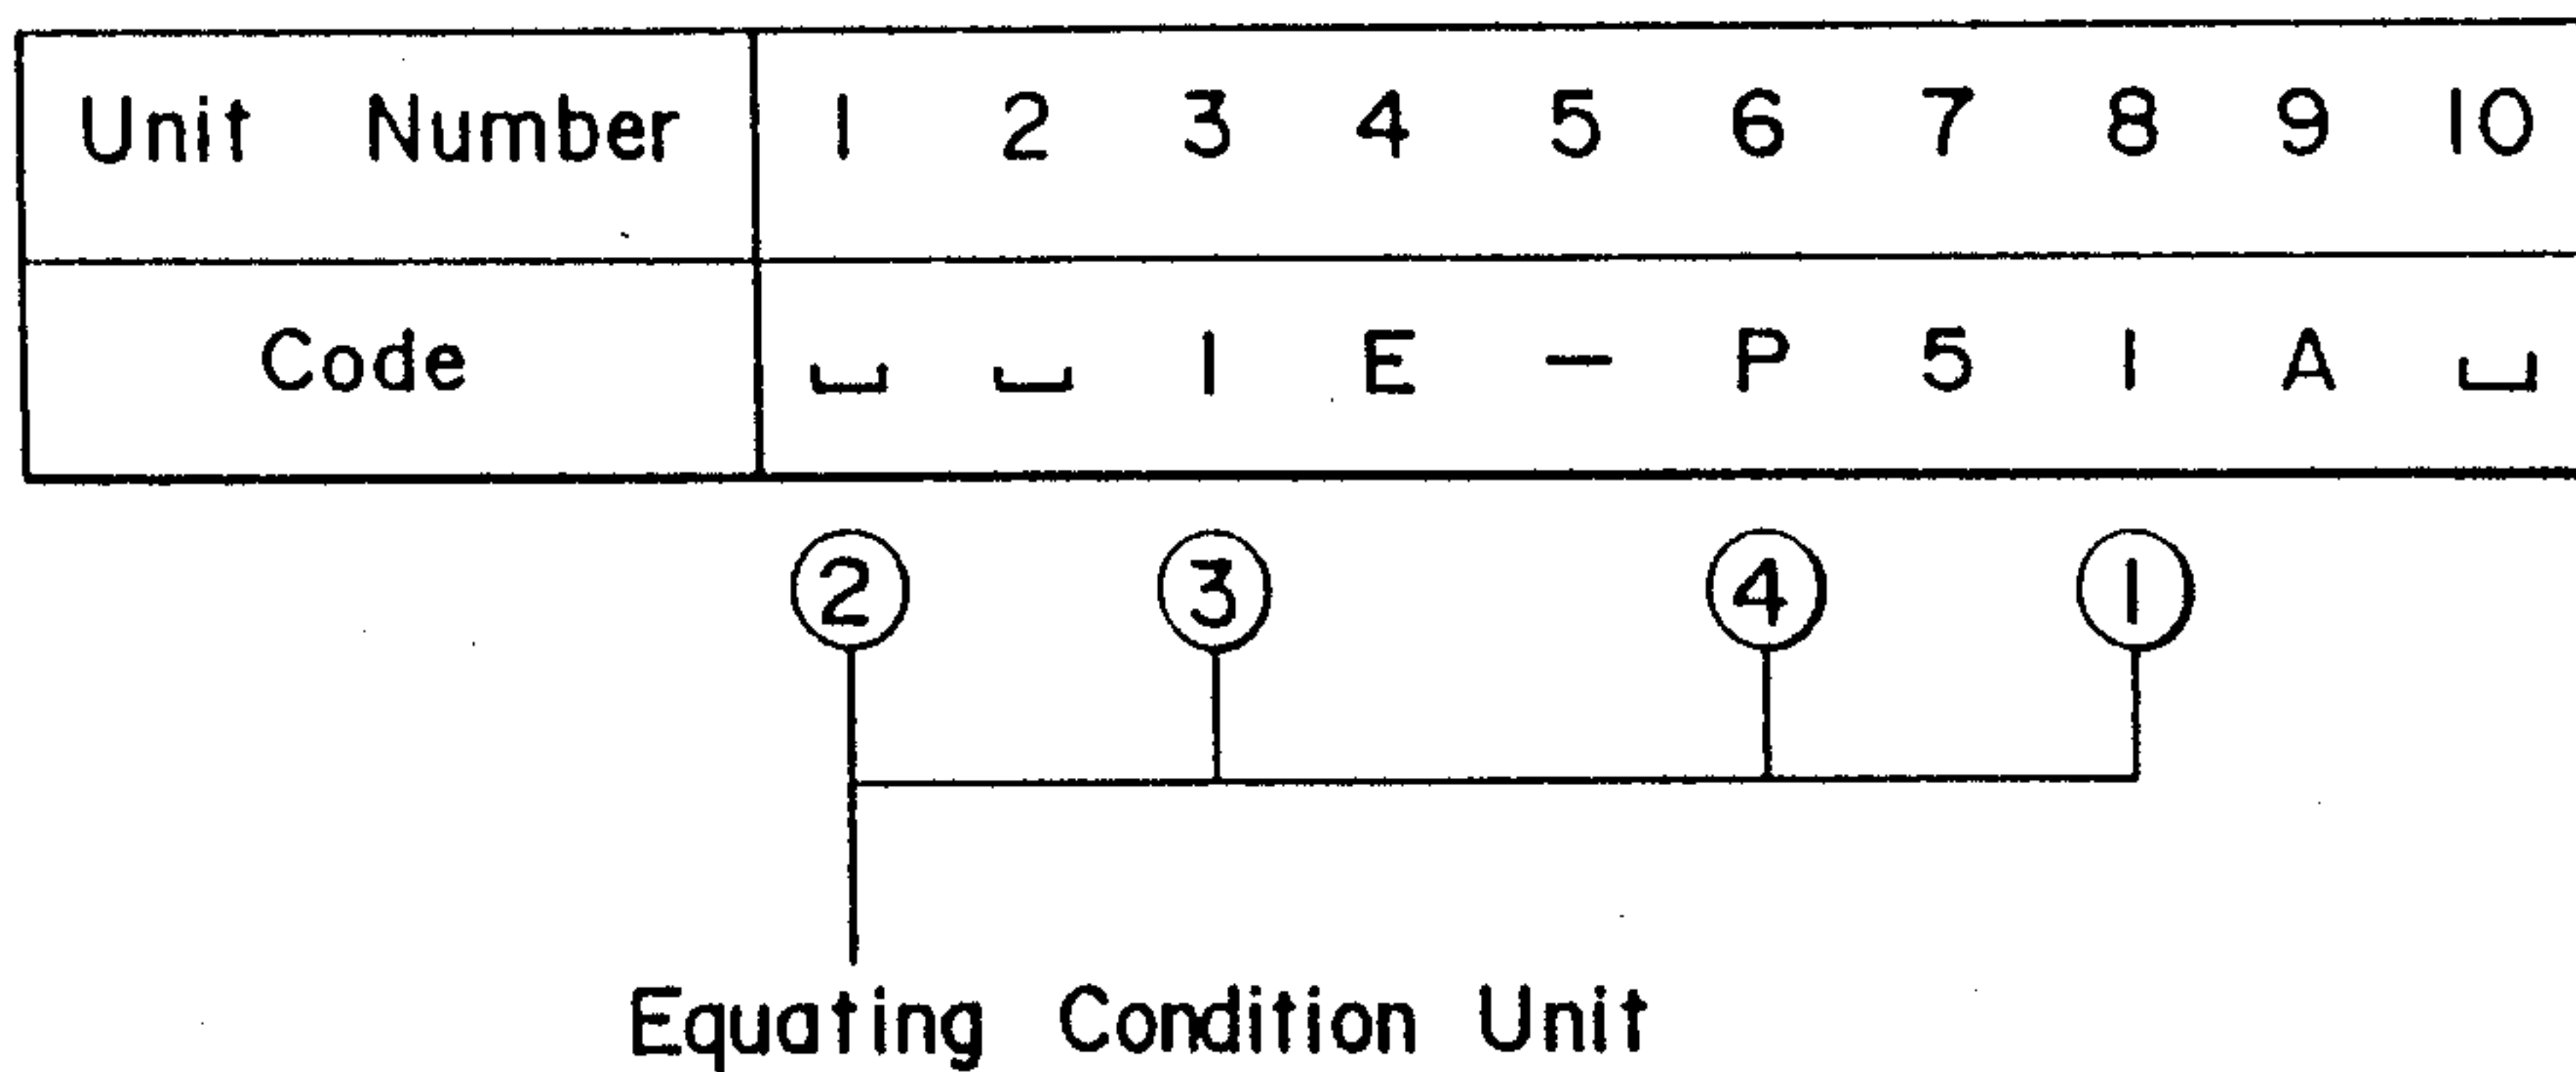 Unit Number 1 2 3 4 5 6 7 8 9 10
Code ␣ ␣ 1 E - P 5 1 A ␣
② ③ ④ ①
Equating Condition Unit